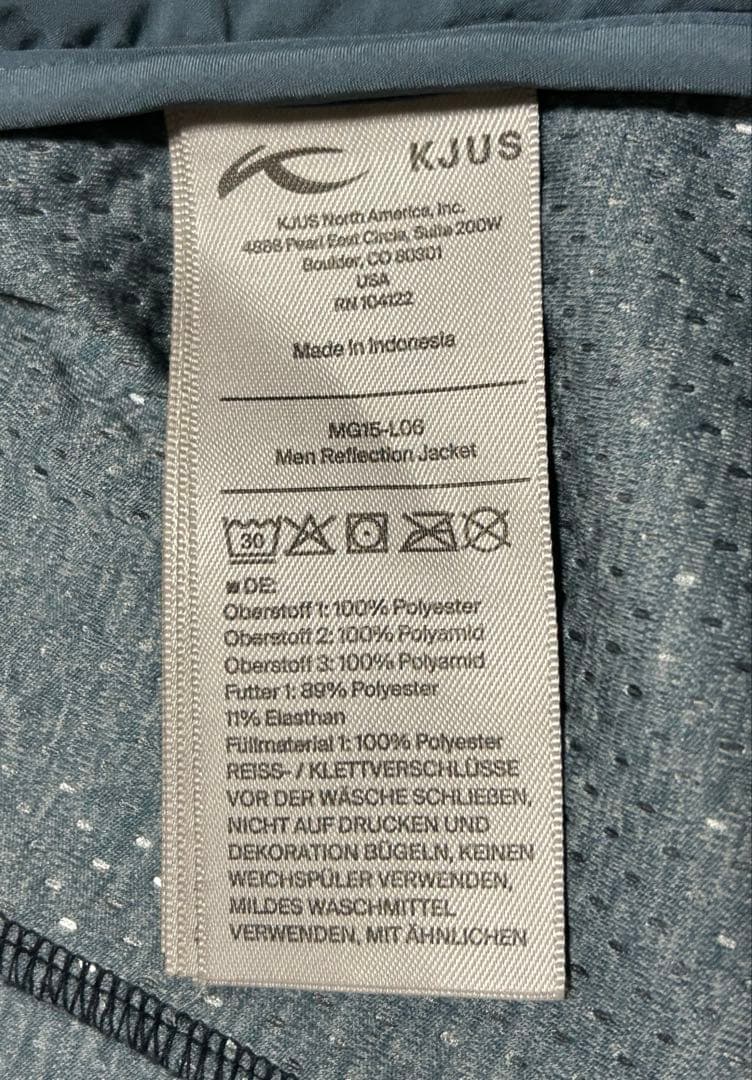 KJUS
KJUS North America, Inc.
4888 Pearl East Circle, Suite 200W
Boulder, CO 80301
USA
RN 104122
Made in Indonesia
MG15-L06
Men Reflection Jacket
30
DE:
Oberstoff 1: 100% Polyester
Oberstoff 2: 100% Polyamid
Oberstoff 3: 100% Polyamid
Futter 1: 89% Polyester
11% Elasthan
Füllmaterial 1: 100% Polyester
REISS- / KLETTVERSCHLÜSSE
VOR DER WÄSCHE SCHLIEßEN,
NICHT AUF DRUCKEN UND
DEKORATION BÜGELN, KEINEN
WEICHSPÜLER VERWENDEN,
MILDES WASCHMITTEL
VERWENDEN, MIT ÄHNLICHEN